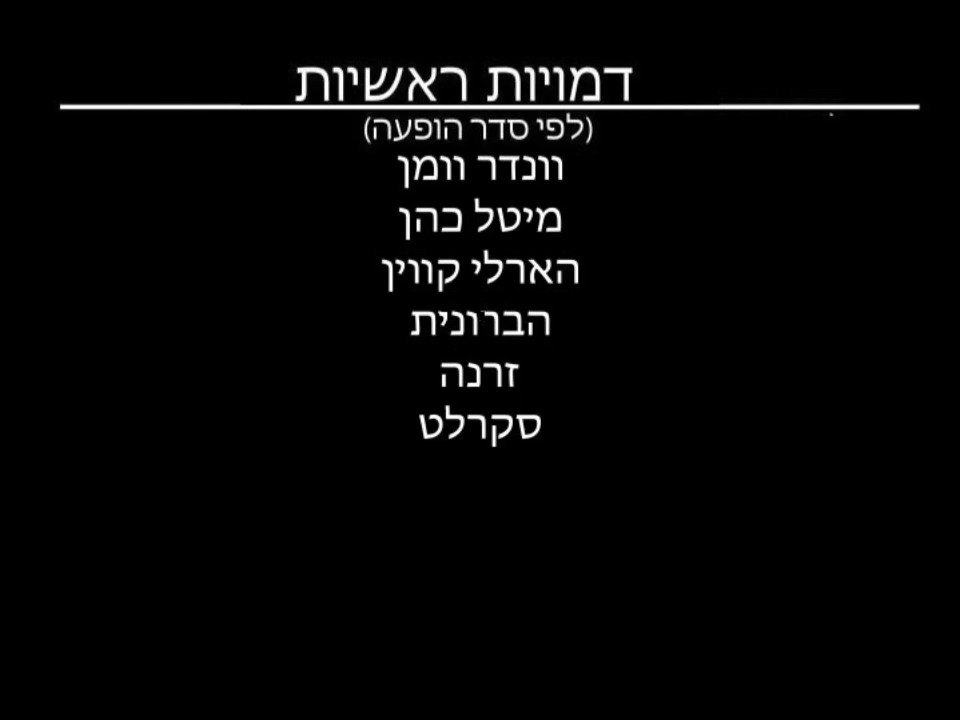 דמויות ראשיות
(לפי סדר הופעה)
וונדר וומן
מיטל כהן
הארלי קווין
הברונית
זרנה
סקרלט